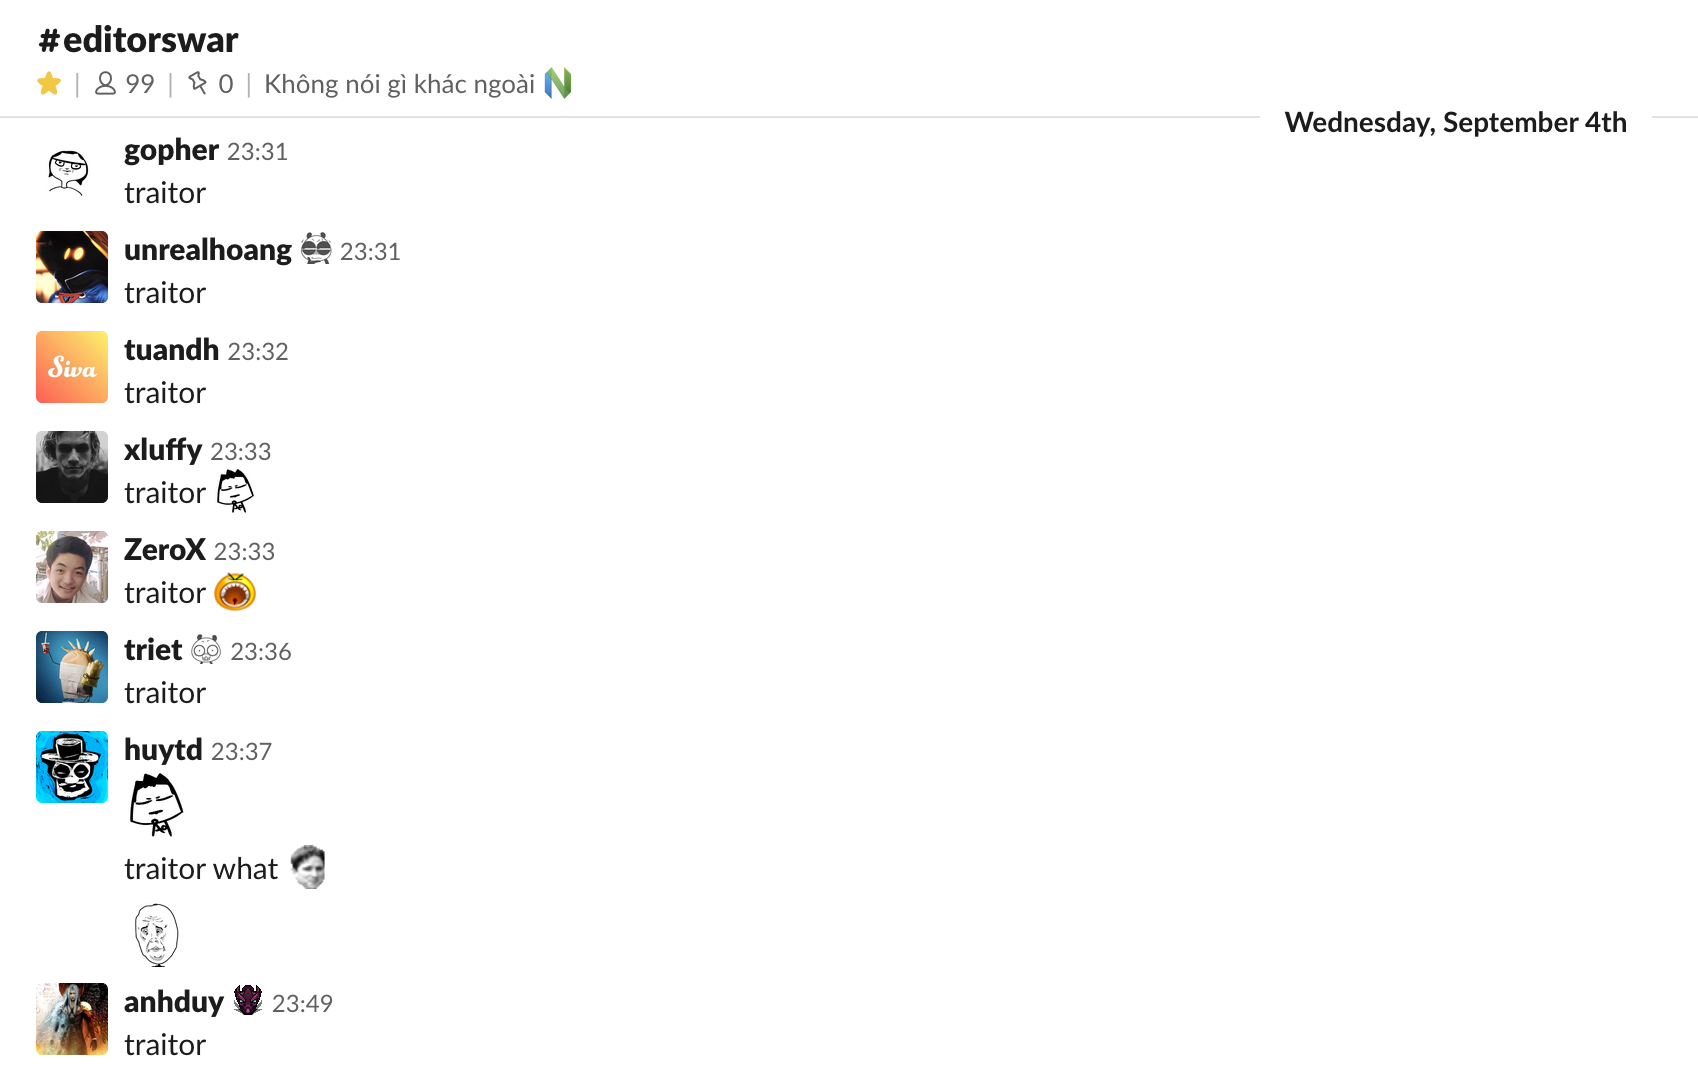 #editorswar
99 | 0 | Không nói gì khác ngoài
Wednesday, September 4th
gopher 23:31
traitor
unrealhoang 23:31
traitor
tuandh 23:32
Siva
traitor
xluffy 23:33
traitor
ZeroX 23:33
traitor
triet 23:36
traitor
huytd 23:37
traitor what
anhduy 23:49
traitor